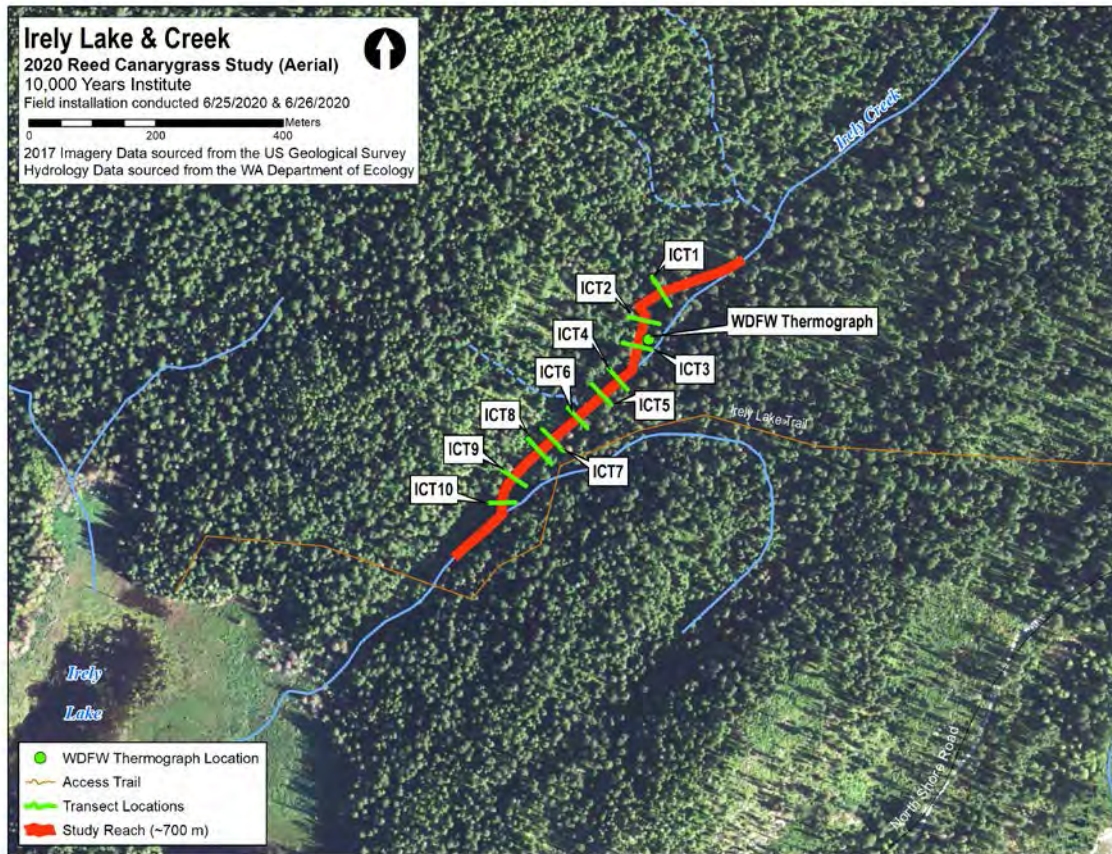 Irely Lake & Creek
2020 Reed Canarygrass Study (Aerial)
10,000 Years Institute
Field installation conducted 6/25/2020 & 6/26/2020
Meters
0 200 400
2017 Imagery Data sourced from the US Geological Survey
Hydrology Data sourced from the WA Department of Ecology
Irely Creek
ICT1
ICT2
WDFW Thermograph
ICT4
ICT3
ICT6
ICT5
Irely Lake Trail
ICT8
ICT9
ICT7
ICT10
Irely
Lake
North Shore Road
WDFW Thermograph Location
Access Trail
Transect Locations
Study Reach (~700 m)